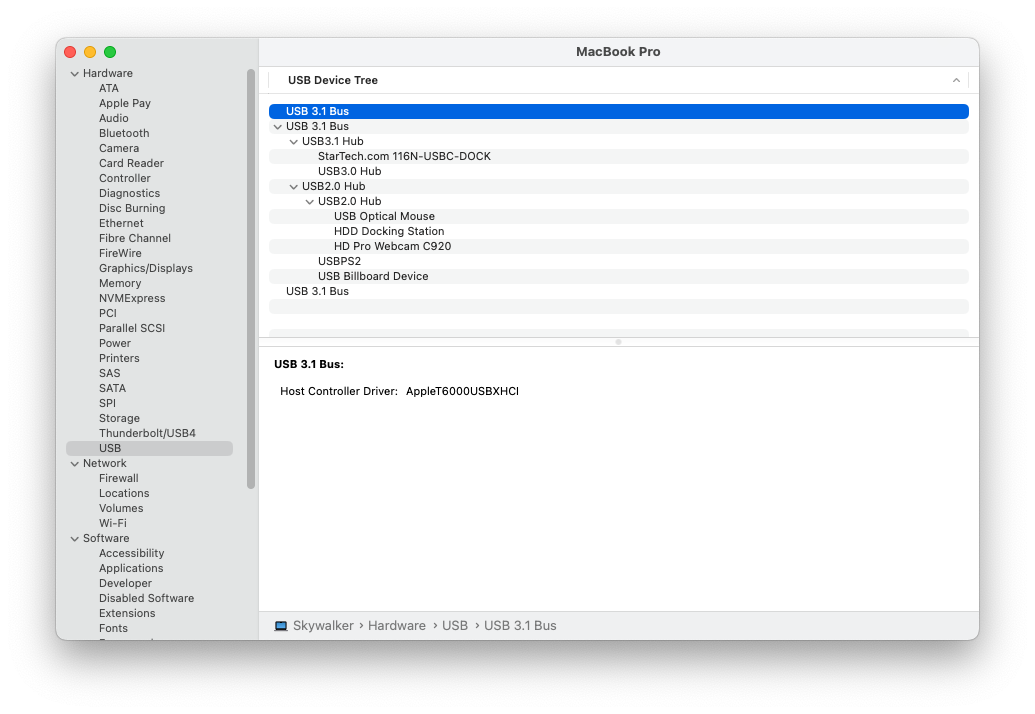 MacBook Pro
Hardware
ATA
Apple Pay
Audio
Bluetooth
Camera
Card Reader
Controller
Diagnostics
Disc Burning
Ethernet
Fibre Channel
FireWire
Graphics/Displays
Memory
NVMExpress
PCI
Parallel SCSI
Power
Printers
SAS
SATA
SPI
Storage
Thunderbolt/USB4
USB
Network
Firewall
Locations
Volumes
Wi-Fi
Software
Accessibility
Applications
Developer
Disabled Software
Extensions
Fonts
USB Device Tree
USB 3.1 Bus
USB 3.1 Bus
USB3.1 Hub
StarTech.com 116N-USBC-DOCK
USB3.0 Hub
USB2.0 Hub
USB2.0 Hub
USB Optical Mouse
HDD Docking Station
HD Pro Webcam C920
USBPS2
USB Billboard Device
USB 3.1 Bus
USB 3.1 Bus:
Host Controller Driver: AppleT6000USBXHCI
Skywalker › Hardware › USB › USB 3.1 Bus